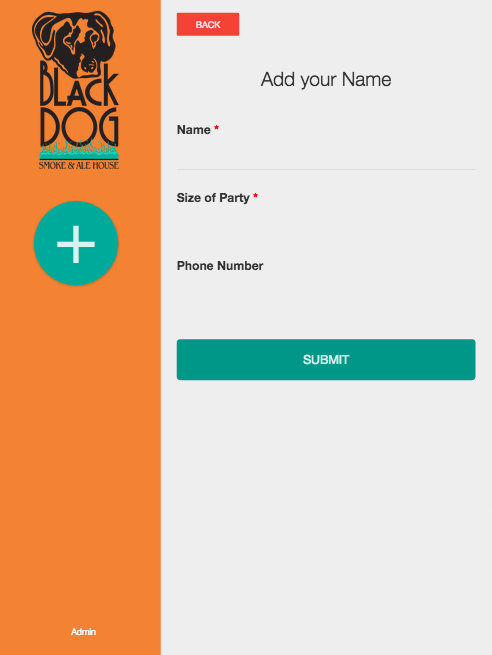 BLACK
DOG
SMOKE & ALE HOUSE
Admin
BACK
Add your Name
Name *
Size of Party *
Phone Number
SUBMIT